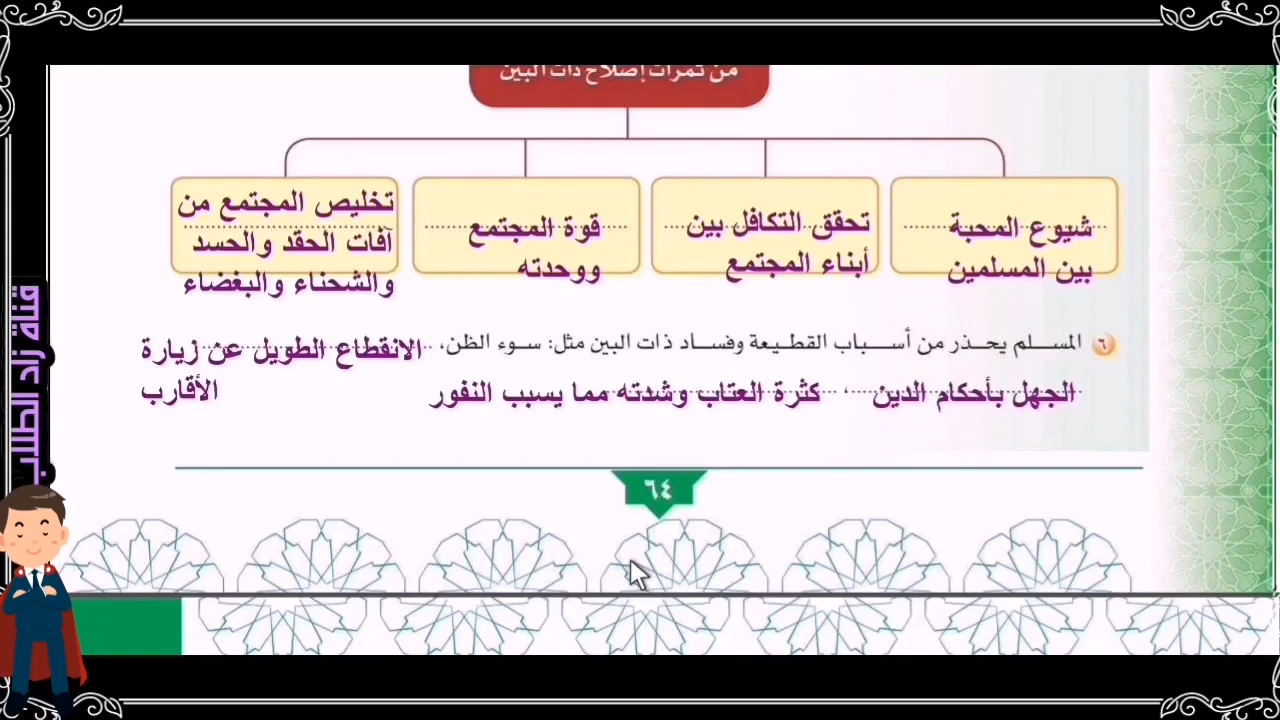 من ثمرات إصلاح ذات البين
شيوع المحبة
بين المسلمين
تحقق التكافل بين
أبناء المجتمع
قوة المجتمع
ووحدته
تخليص المجتمع من
آفات الحقد والحسد
والشحناء والبغضاء
٦ المسلم يحذر من أسباب القطيعة وفساد ذات البين مثل: سوء الظن، الانقطاع الطويل عن زيارة
الأقارب
الجهل بأحكام الدين ، كثرة العتاب وشدته مما يسبب النفور
٦٤
قناة زاد الطلاب